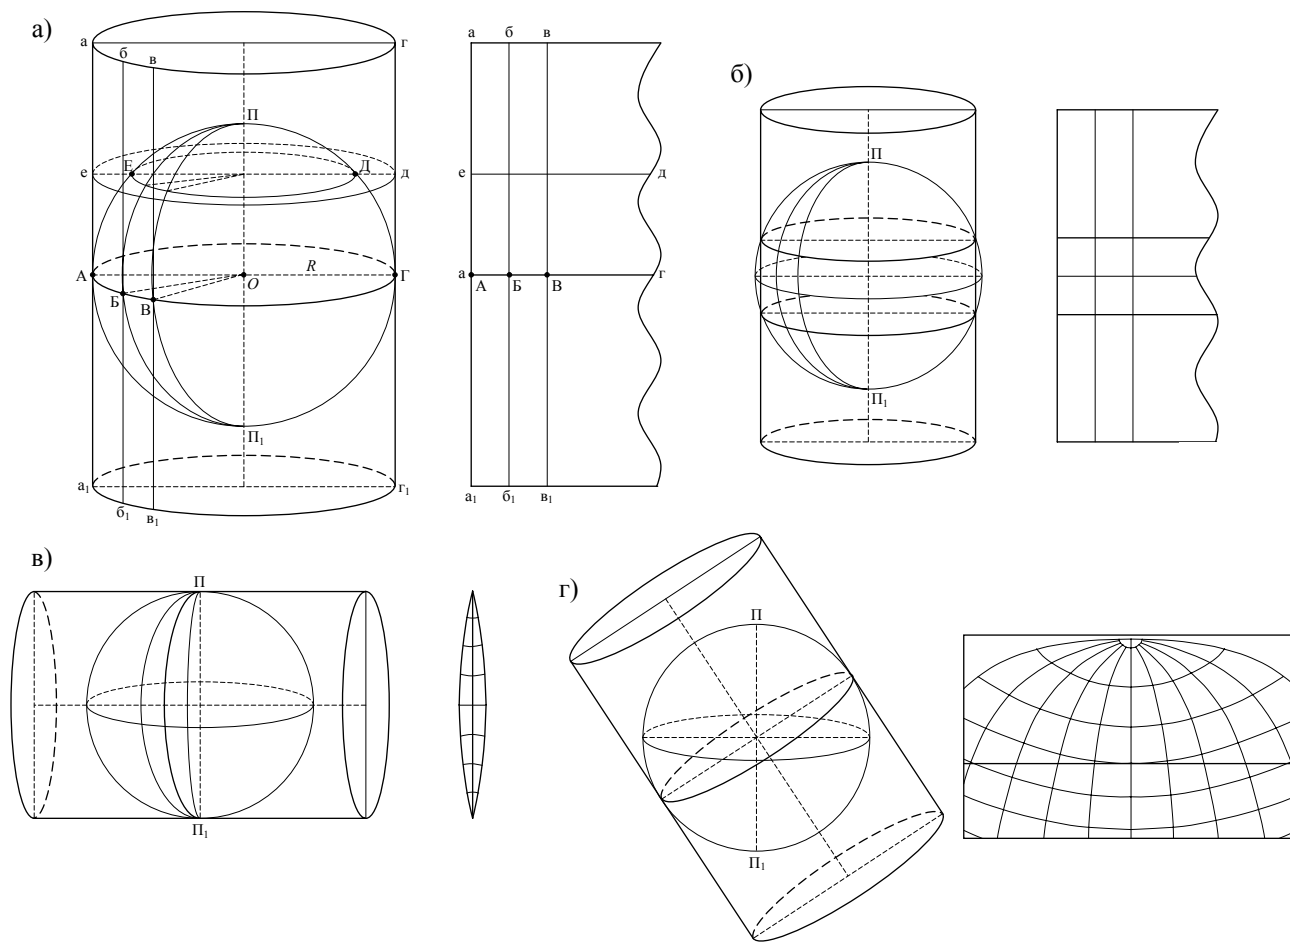 а)
а г
б
в
П
Е Д
е д
А R Г
О
Б
В
П₁
а₁ г₁
б₁
в₁
а б в
е д
а г
А Б В
а₁ б₁ в₁
б)
П
П₁
в)
П
П₁
г)
П
П₁